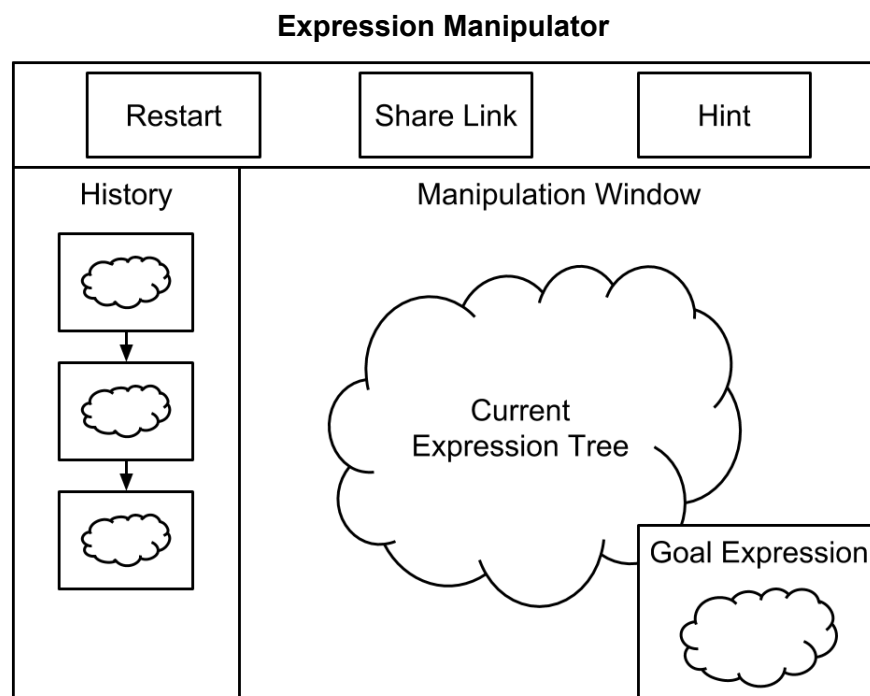 Expression Manipulator
Restart
Share Link
Hint
History
Manipulation Window
Current
Expression Tree
Goal Expression